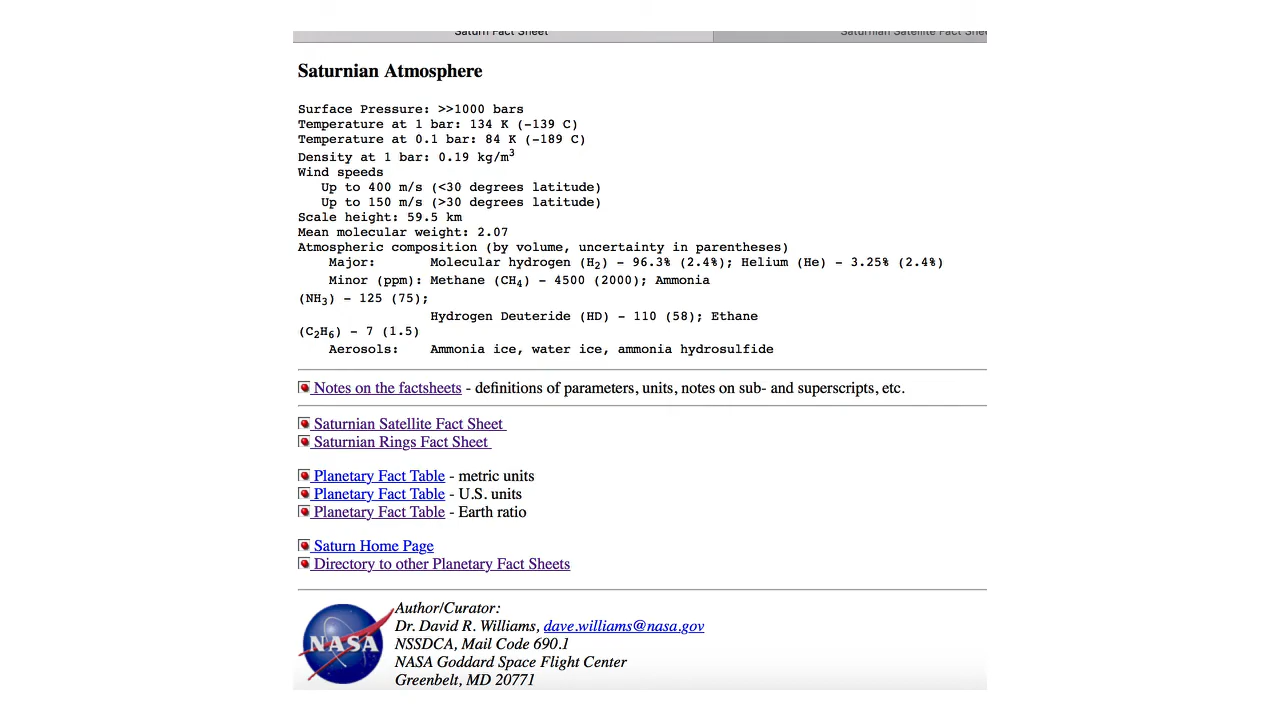 Saturn Fact Sheet Saturnian Satellite Fact Shee
Saturnian Atmosphere
Surface Pressure: >>1000 bars
Temperature at 1 bar: 134 K (-139 C)
Temperature at 0.1 bar: 84 K (-189 C)
Density at 1 bar: 0.19 kg/m³
Wind speeds
Up to 400 m/s (<30 degrees latitude)
Up to 150 m/s (>30 degrees latitude)
Scale height: 59.5 km
Mean molecular weight: 2.07
Atmospheric composition (by volume, uncertainty in parentheses)
Major: Molecular hydrogen (H₂) - 96.3% (2.4%); Helium (He) - 3.25% (2.4%)
Minor (ppm): Methane (CH₄) - 4500 (2000); Ammonia
(NH₃) - 125 (75);
Hydrogen Deuteride (HD) - 110 (58); Ethane
(C₂H₆) - 7 (1.5)
Aerosols: Ammonia ice, water ice, ammonia hydrosulfide
Notes on the factsheets - definitions of parameters, units, notes on sub- and superscripts, etc.
Saturnian Satellite Fact Sheet
Saturnian Rings Fact Sheet
Planetary Fact Table - metric units
Planetary Fact Table - U.S. units
Planetary Fact Table - Earth ratio
Saturn Home Page
Directory to other Planetary Fact Sheets
NASA
Author/Curator:
Dr. David R. Williams, dave.williams@nasa.gov
NSSDCA, Mail Code 690.1
NASA Goddard Space Flight Center
Greenbelt, MD 20771